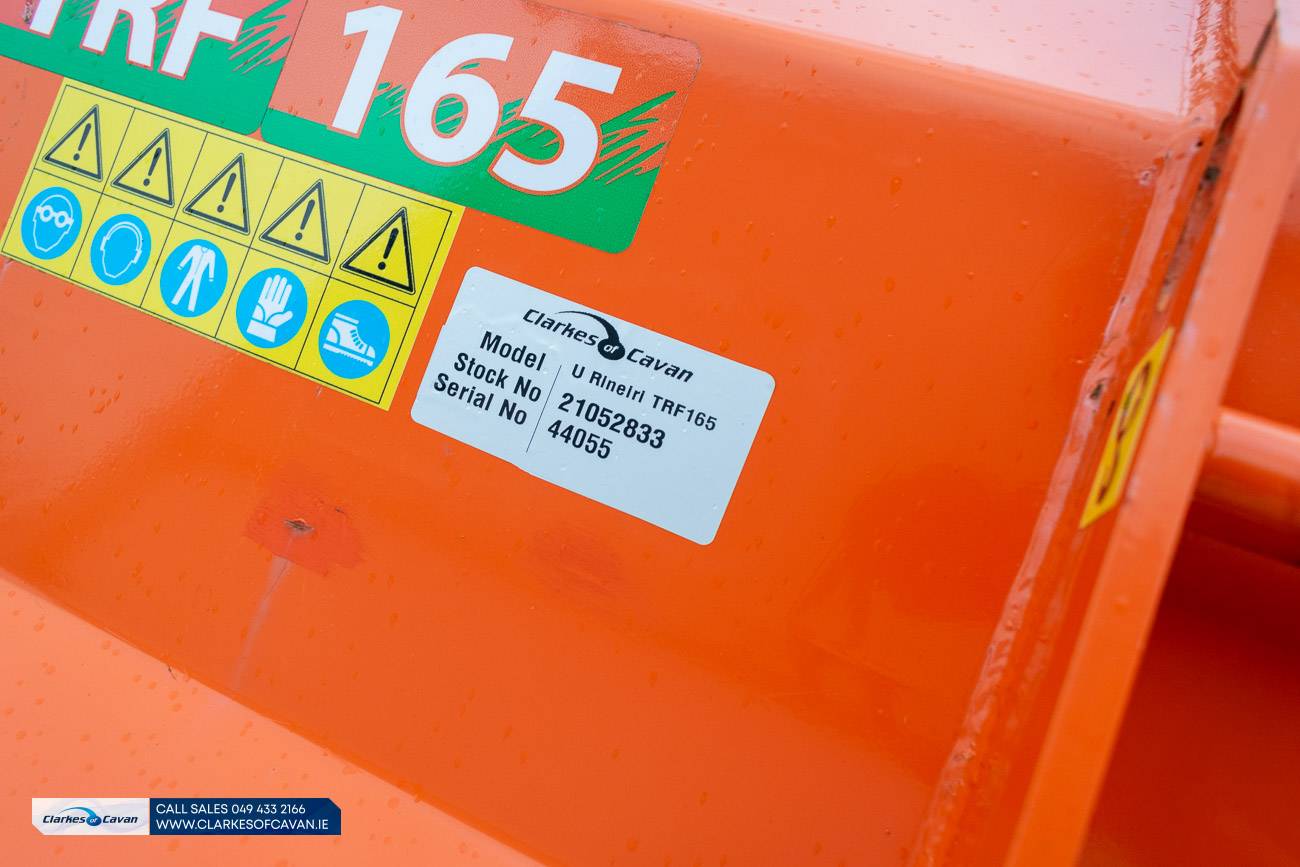 TRF 165
Clarkes of Cavan
Model U Rineiri TRF165
Stock No 21052833
Serial No 44055
Clarkes of Cavan
CALL SALES 049 433 2166
WWW.CLARKESOFCAVAN.IE